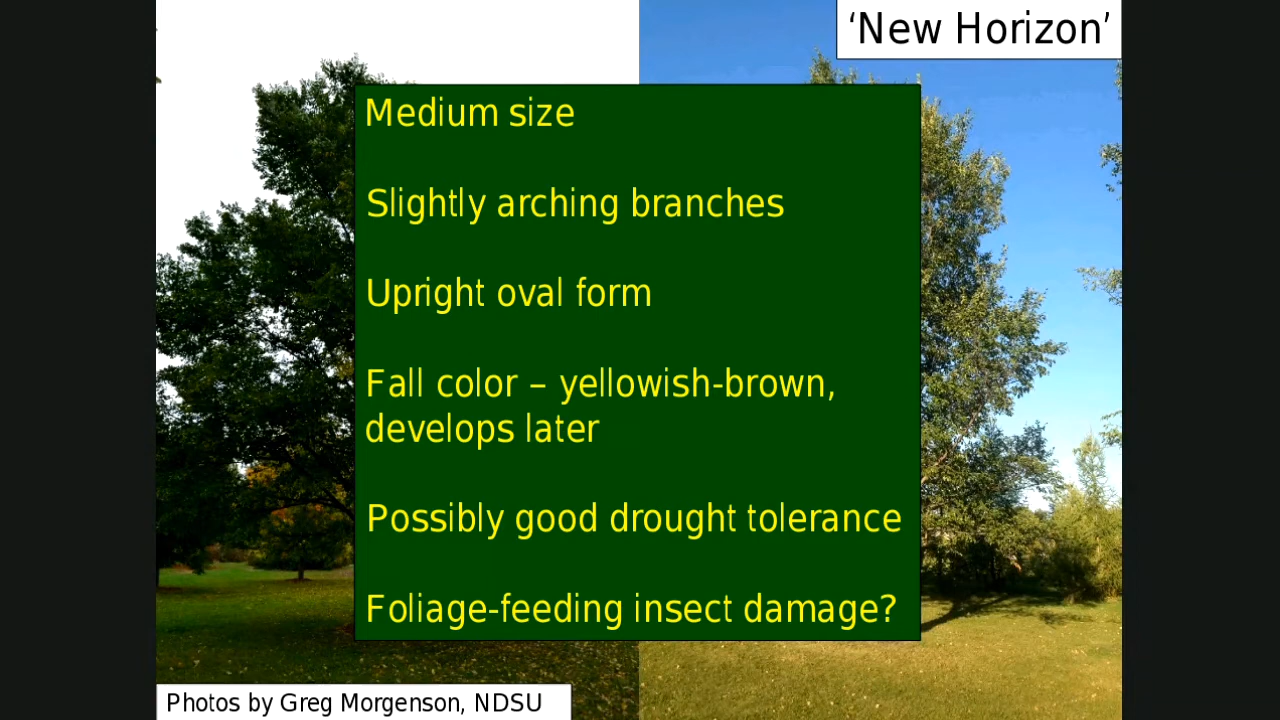 ‘New Horizon’
Medium size
Slightly arching branches
Upright oval form
Fall color – yellowish-brown,
develops later
Possibly good drought tolerance
Foliage-feeding insect damage?
Photos by Greg Morgenson, NDSU